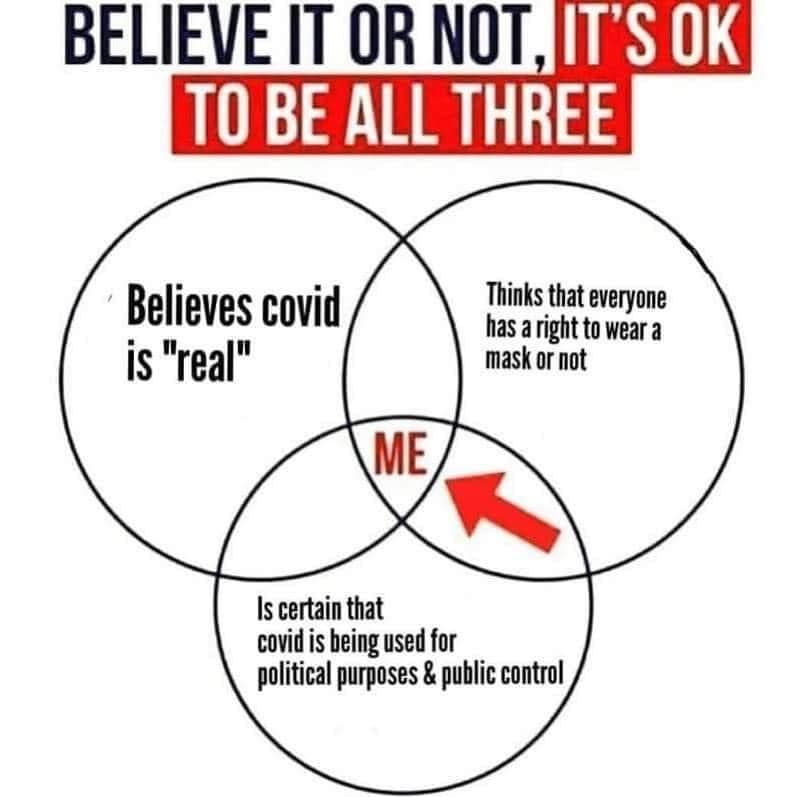 BELIEVE IT OR NOT, IT'S OK
TO BE ALL THREE
Believes covid
is "real"
Thinks that everyone
has a right to wear a
mask or not
ME
Is certain that
covid is being used for
political purposes & public control